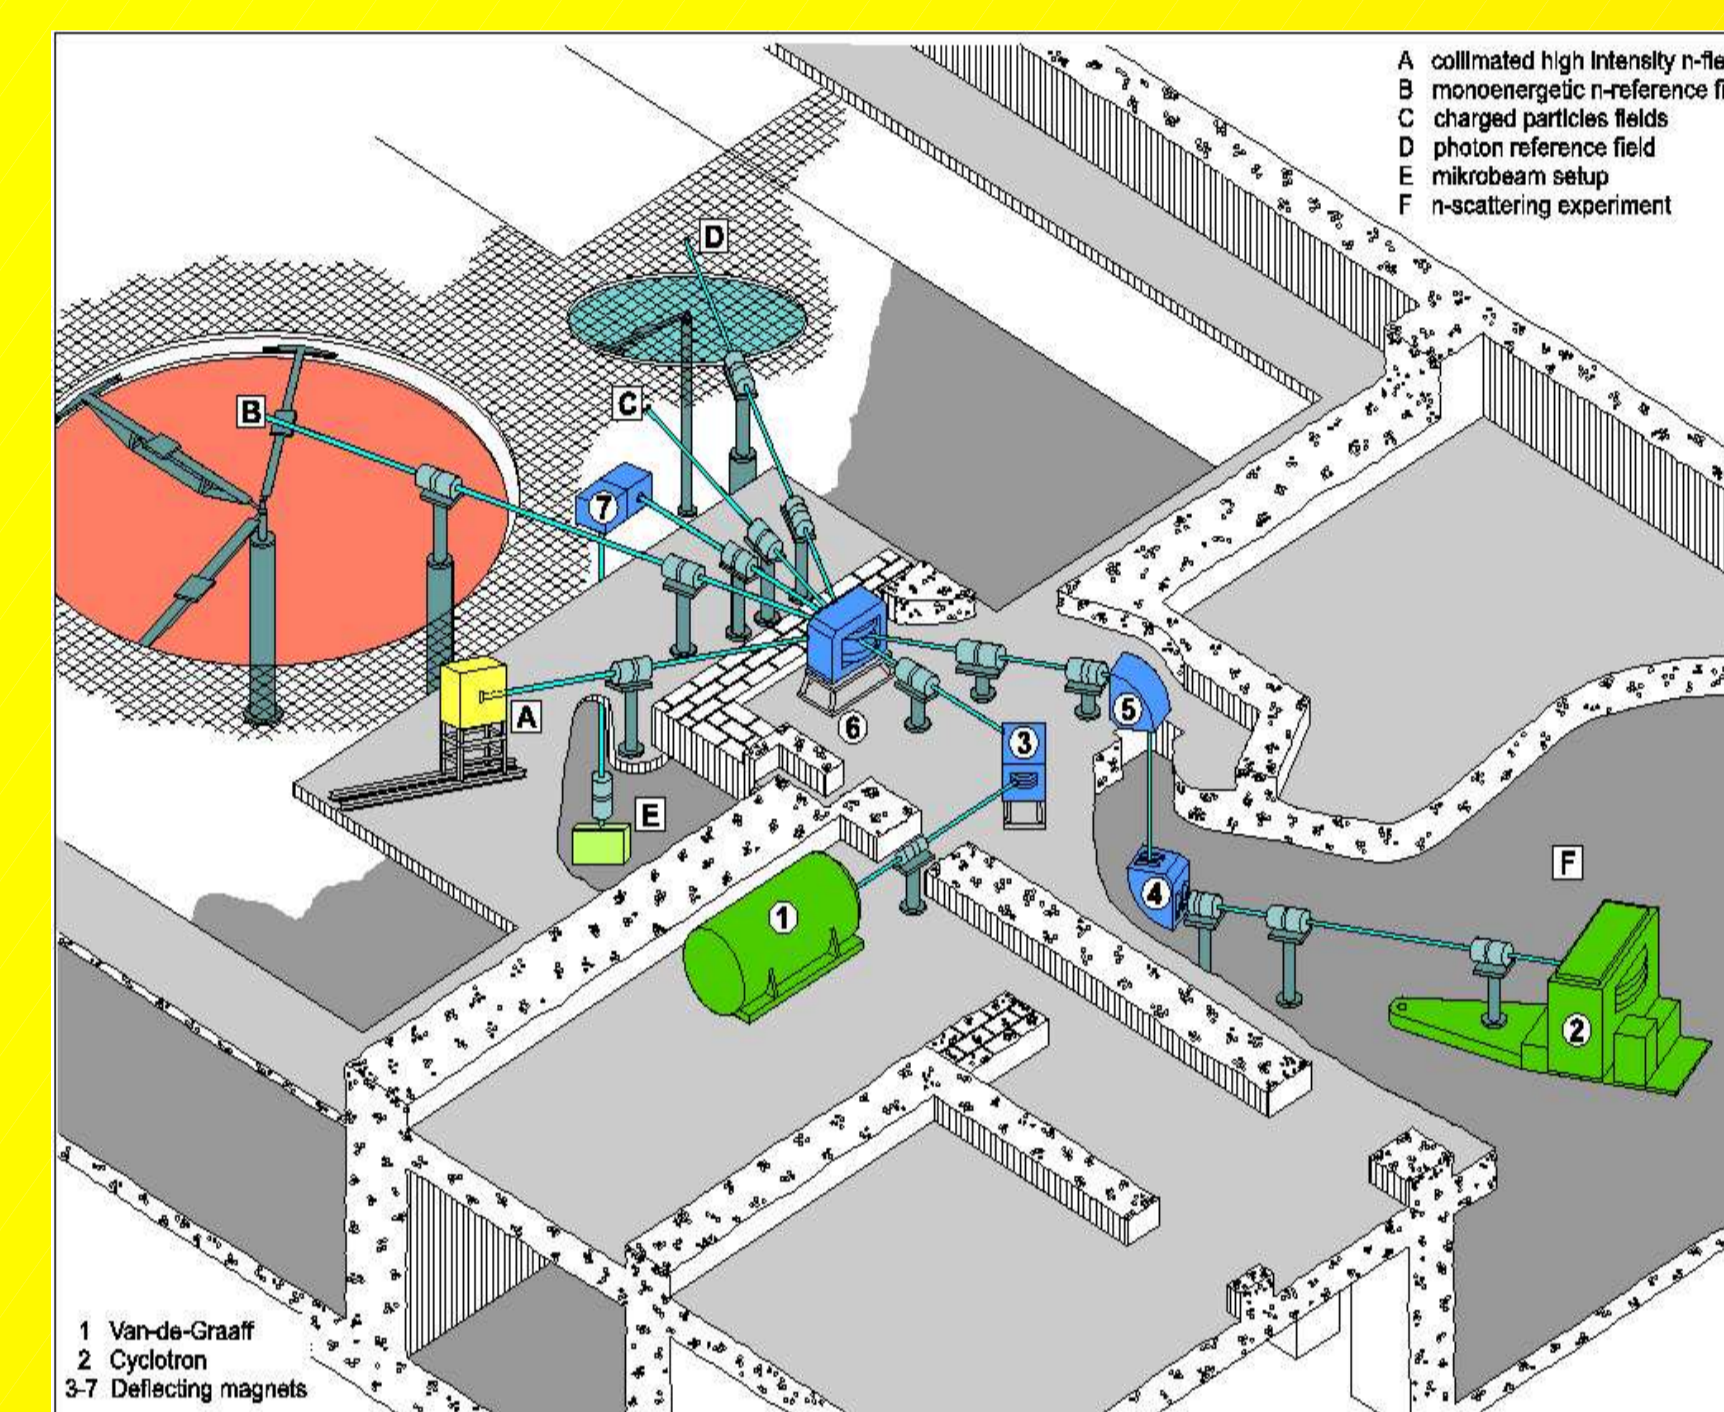 A collimated high intensity n-fie
B monoenergetic n-reference fi
C charged particles fields
D photon reference field
E mikrobeam setup
F n-scattering experiment
D
C
B
7
A
6
5
3
E
F
4
1
2
1 Van-de-Graaff
2 Cyclotron
3-7 Deflecting magnets